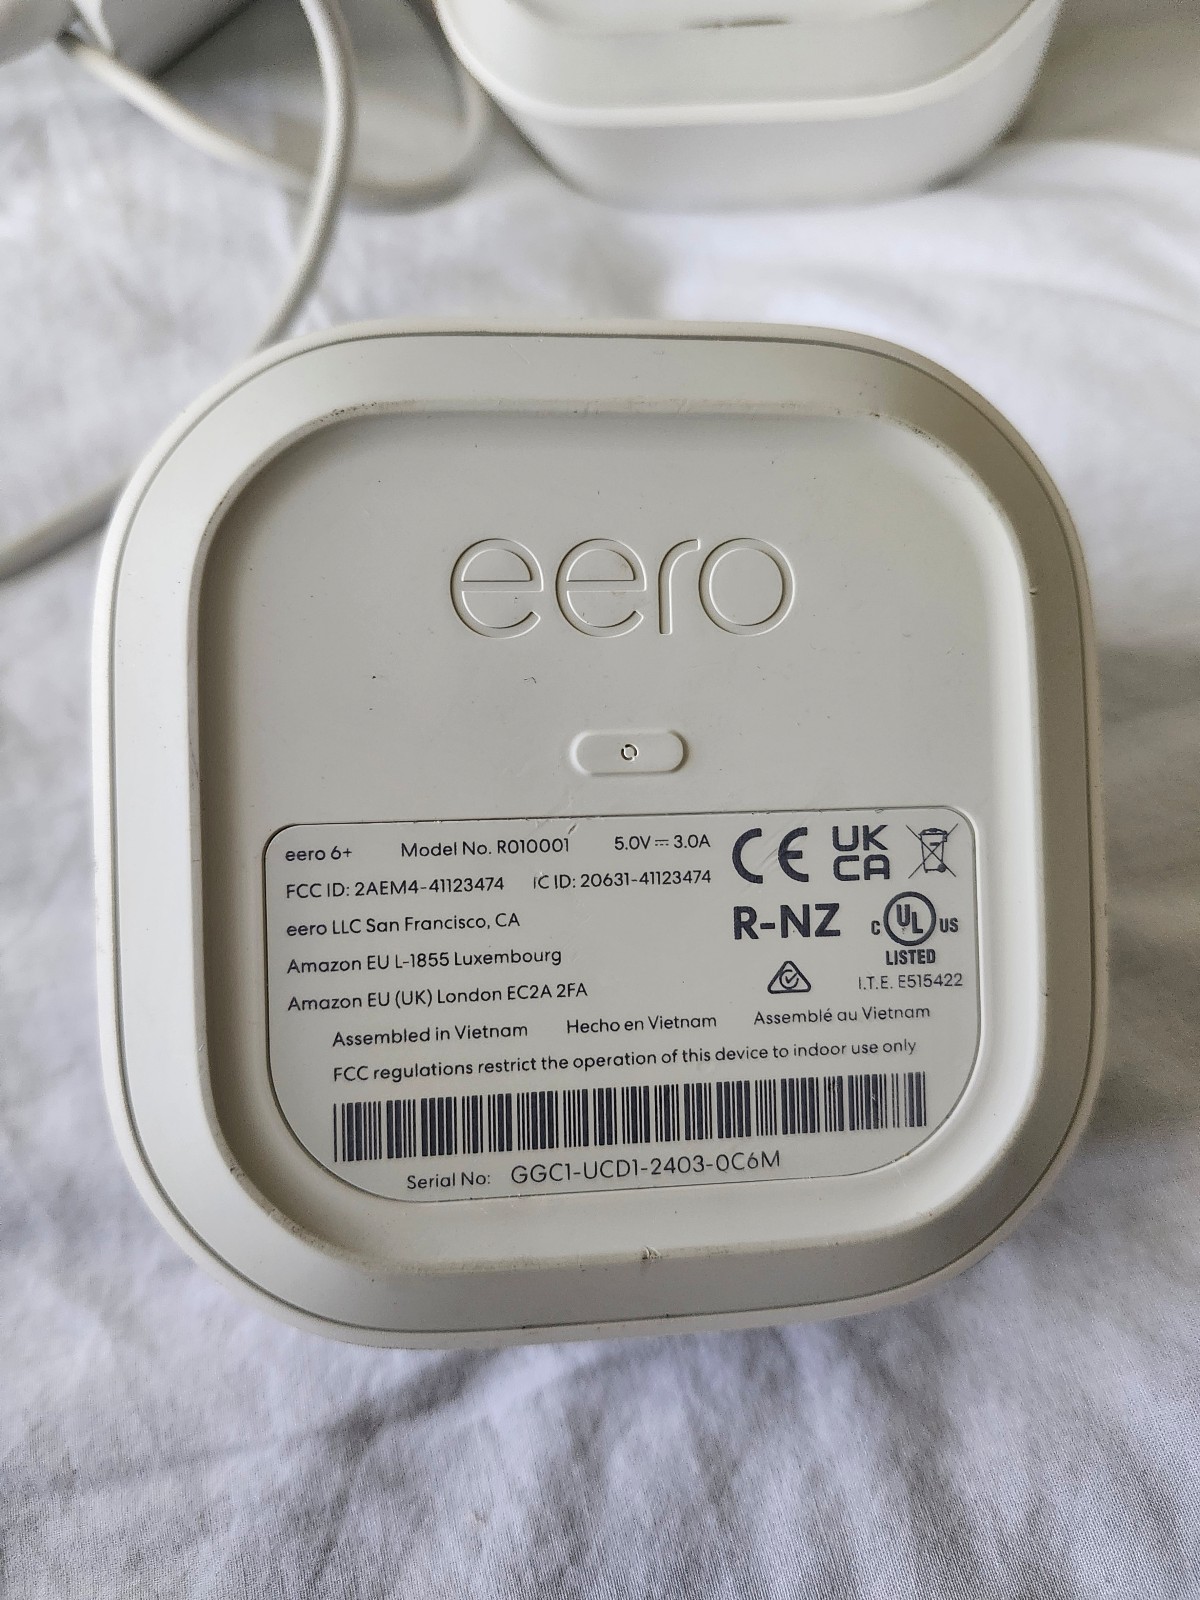 eero
eero 6+ Model No. R010001 5.0V⎓3.0A
FCC ID: 2AEM4-41123474 IC ID: 20631-41123474
eero LLC San Francisco, CA
Amazon EU L-1855 Luxembourg
Amazon EU (UK) London EC2A 2FA
CE UK
CA
R-NZ C UL US
LISTED
I.T.E. E515422
Assembled in Vietnam Hecho en Vietnam Assemblé au Vietnam
FCC regulations restrict the operation of this device to indoor use only
Serial No: GGC1-UCD1-2403-0C6M